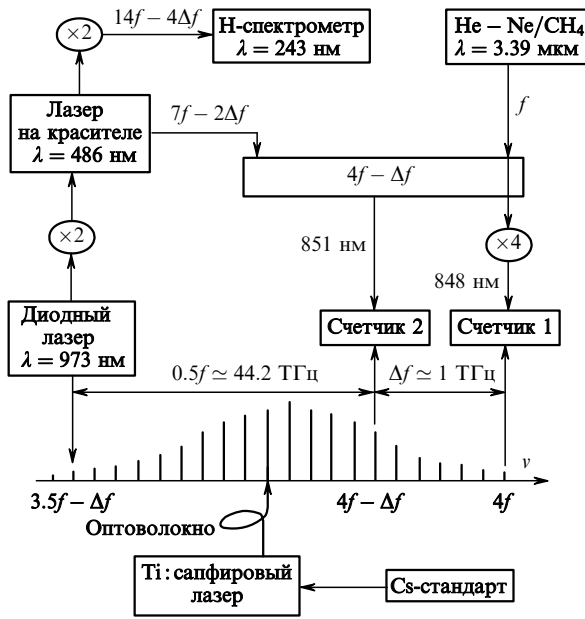 14f − 4Δf
×2
H-спектрометр
λ = 243 нм
He − Ne/CH₄
λ = 3.39 мкм
Лазер
на красителе
λ = 486 нм
7f − 2Δf
f
4f − Δf
×2
851 нм
×4
848 нм
Диодный
лазер
λ = 973 нм
Счетчик 2
Счетчик 1
0.5f ≃ 44.2 ТГц
Δf ≃ 1 ТГц
ν
3.5f − Δf
4f − Δf
4f
Оптоволокно
Ti : сапфировый
лазер
Cs-стандарт